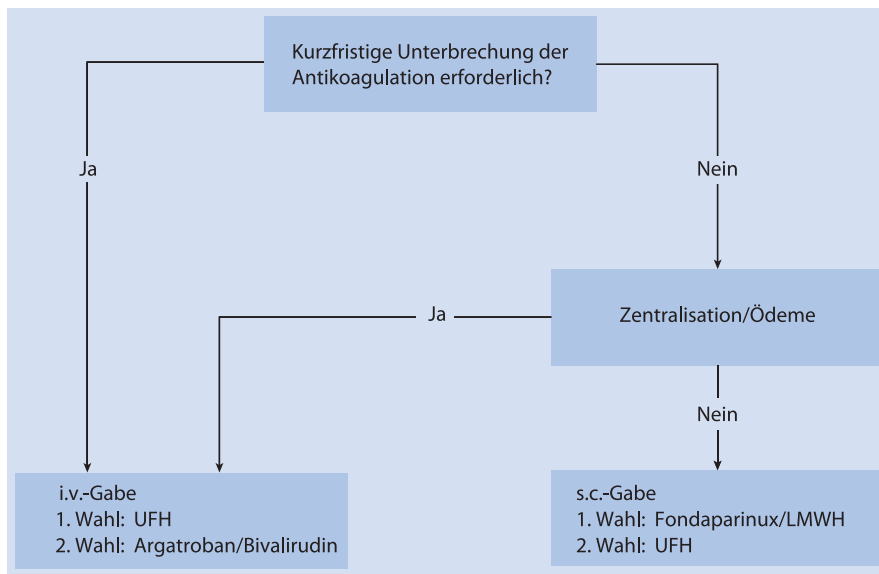 Kurzfristige Unterbrechung der
Antikoagulation erforderlich?
Ja
Nein
Zentralisation/Ödeme
Ja
Nein
i.v.-Gabe
1. Wahl: UFH
2. Wahl: Argatroban/Bivalirudin
s.c.-Gabe
1. Wahl: Fondaparinux/LMWH
2. Wahl: UFH